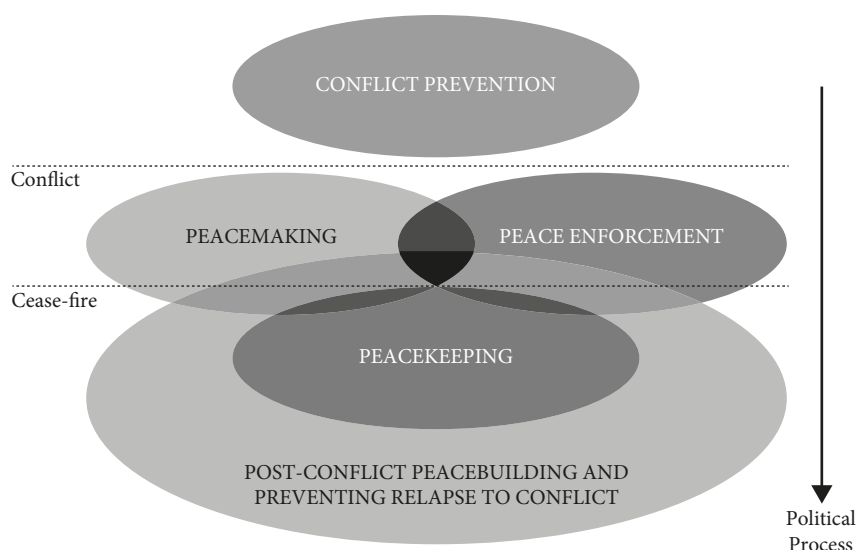 CONFLICT PREVENTION
Conflict
PEACEMAKING
PEACE ENFORCEMENT
Cease-fire
PEACEKEEPING
POST-CONFLICT PEACEBUILDING AND
PREVENTING RELAPSE TO CONFLICT
Political
Process